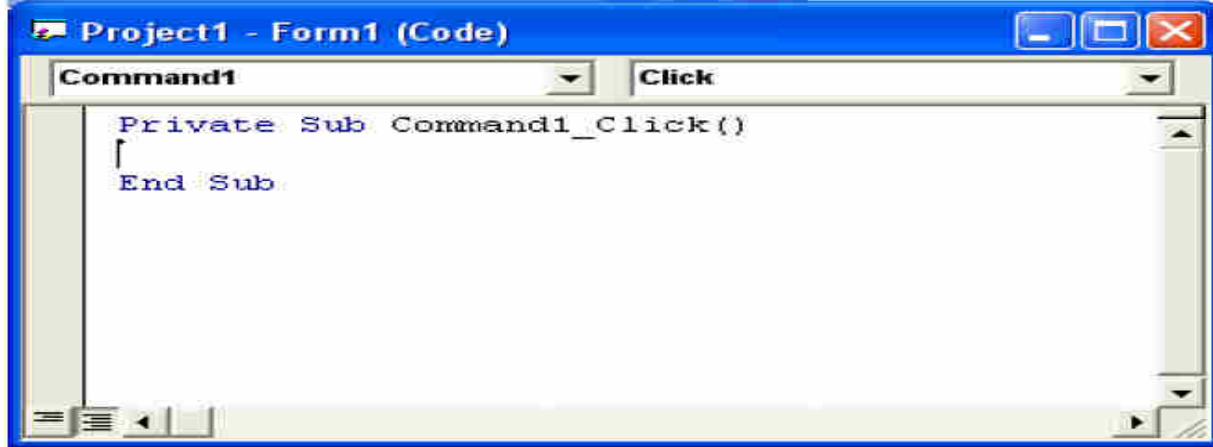 Project1 - Form1 (Code)
Command1 Click
Private Sub Command1_Click()
End Sub